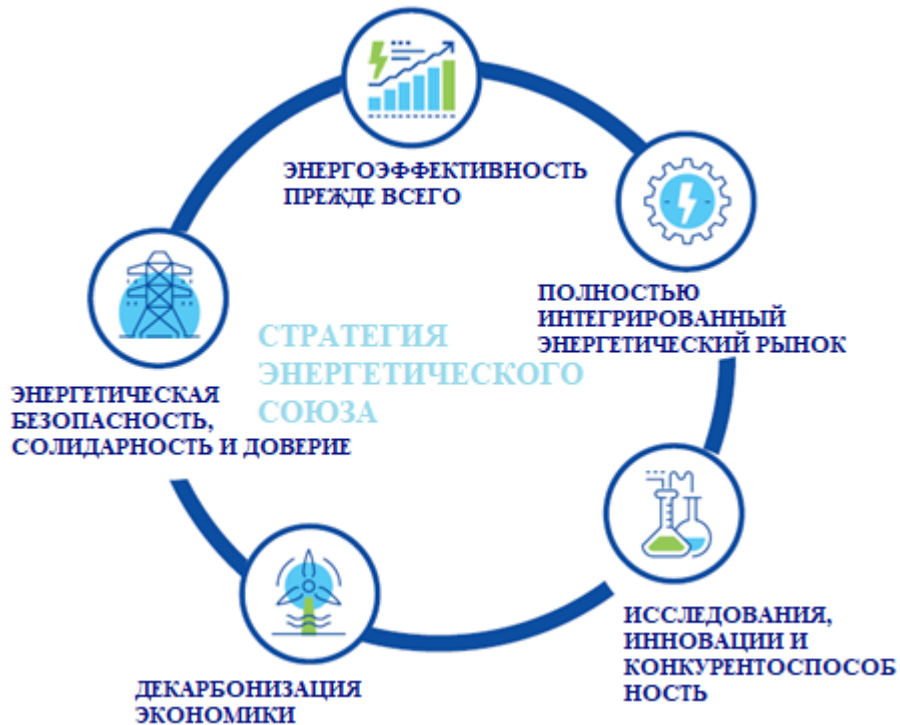 ЭНЕРГОЭФФЕКТИВНОСТЬ
ПРЕЖДЕ ВСЕГО
ПОЛНОСТЬЮ
ИНТЕГРИРОВАННЫЙ
ЭНЕРГЕТИЧЕСКИЙ РЫНОК
СТРАТЕГИЯ
ЭНЕРГЕТИЧЕСКОГО
СОЮЗА
ЭНЕРГЕТИЧЕСКАЯ
БЕЗОПАСНОСТЬ,
СОЛИДАРНОСТЬ И ДОВЕРИЕ
ИССЛЕДОВАНИЯ,
ИННОВАЦИИ И
КОНКУРЕНТОСПОСОБ
НОСТЬ
ДЕКАРБОНИЗАЦИЯ
ЭКОНОМИКИ